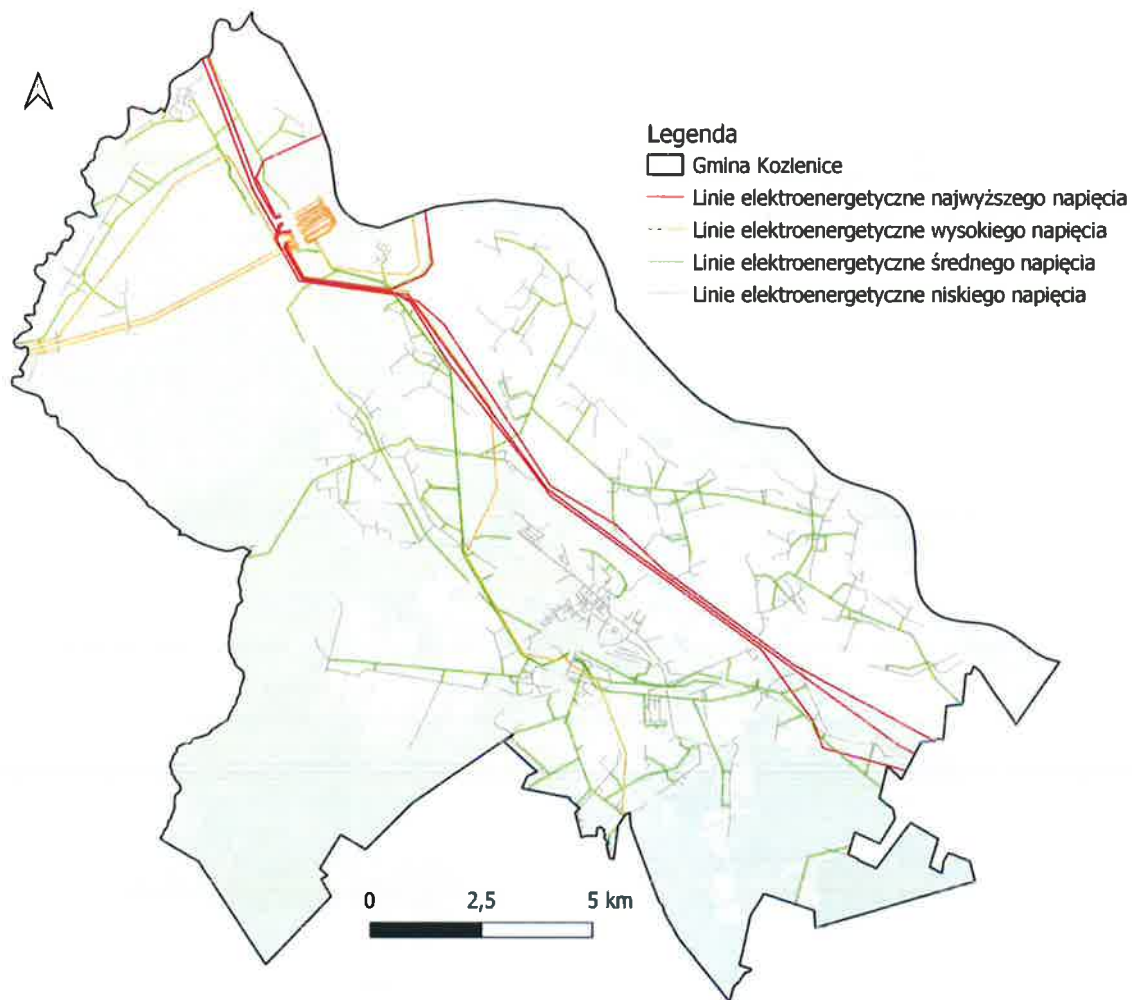 Legenda
Gmina Kozienice
Linie elektroenergetyczne najwyższego napięcia
Linie elektroenergetyczne wysokiego napięcia
Linie elektroenergetyczne średnego napięcia
Linie elektroenergetyczne niskiego napięcia
0 2,5 5 km